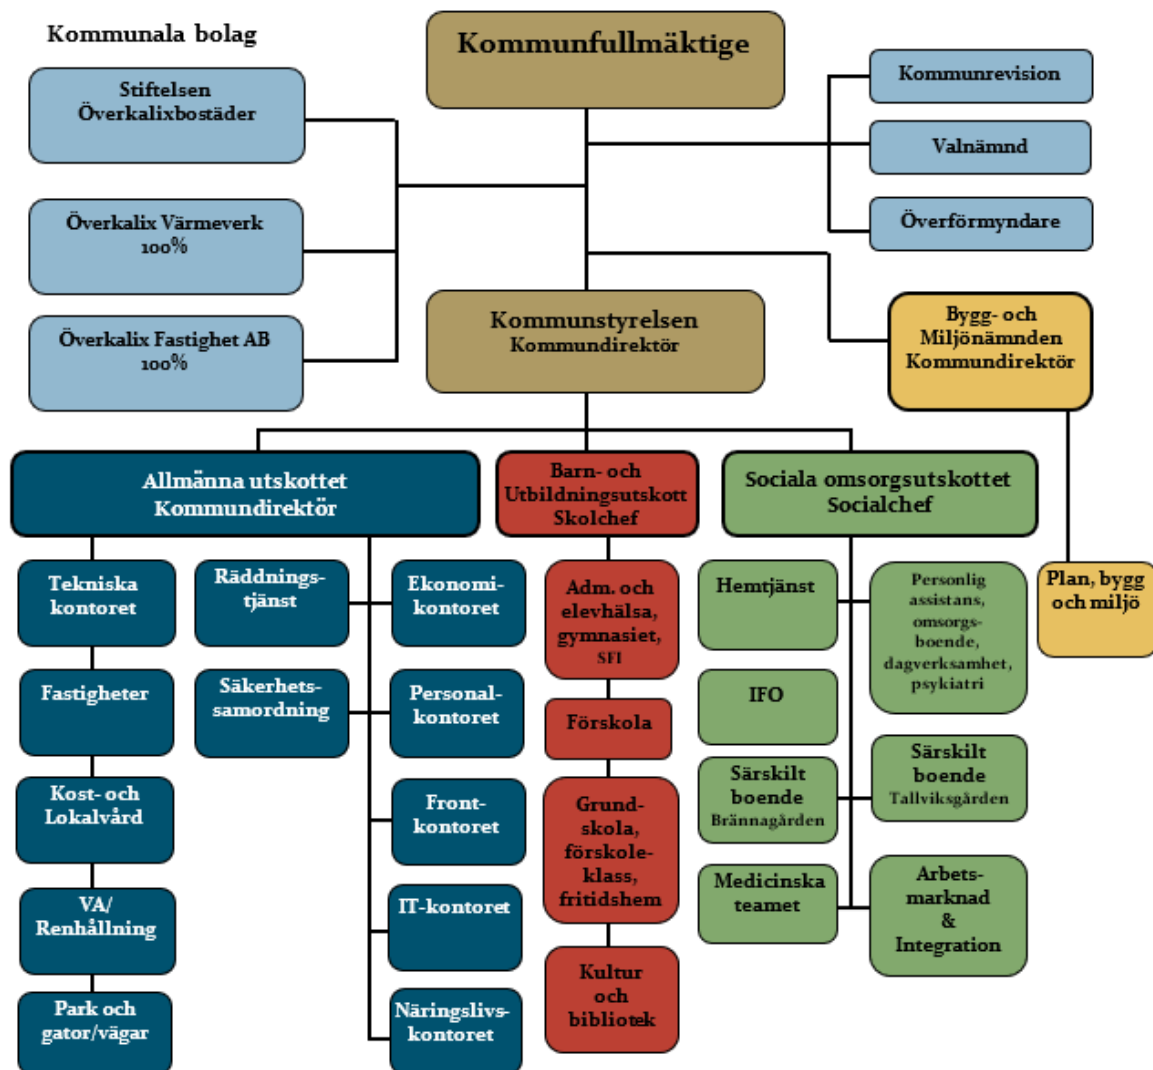 Kommunala bolag
Kommunfullmäktige
Stiftelsen
Överkalixbostäder
Överkalix Värmeverk
100%
Överkalix Fastighet AB
100%
Kommunrevision
Valnämnd
Överförmyndare
Kommunstyrelsen
Kommundirektör
Bygg- och
Miljönämnden
Kommundirektör
Allmänna utskottet
Kommundirektör
Barn- och
Utbildningsutskott
Skolchef
Sociala omsorgsutskottet
Socialchef
Tekniska
kontoret
Fastigheter
Kost- och
Lokalvård
VA/
Renhållning
Park och
gator/vägar
Räddnings-
tjänst
Säkerhets-
samordning
Ekonomi-
kontoret
Personal-
kontoret
Front-
kontoret
IT-kontoret
Näringslivs-
kontoret
Adm. och
elevhälsa,
gymnasiet,
SFI
Förskola
Grund-
skola,
förskole-
klass,
fritidshem
Kultur
och
bibliotek
Hemtjänst
IFO
Särskilt
boende
Brännagården
Medicinska
teamet
Personlig
assistans,
omsorgs-
boende,
dagverksamhet,
psykiatri
Särskilt
boende
Tallviksgården
Arbets-
marknad
&
Integration
Plan, bygg
och miljö